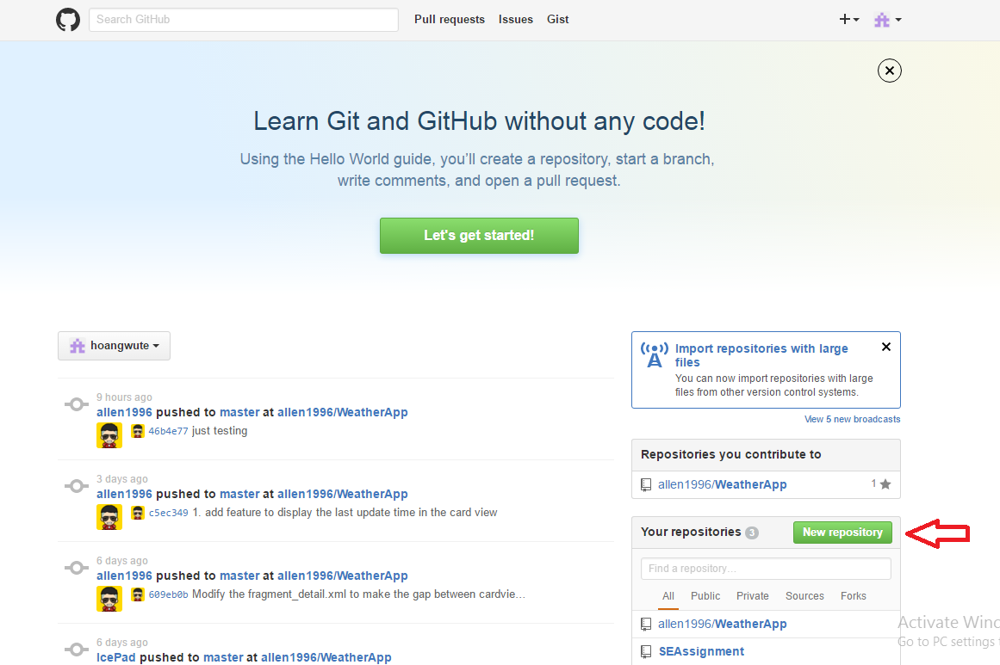 Search GitHub
Pull requests Issues Gist
Learn Git and GitHub without any code!
Using the Hello World guide, you’ll create a repository, start a branch,
write comments, and open a pull request.
Let's get started!
hoangwute
9 hours ago
allen1996 pushed to master at allen1996/WeatherApp
46b4e77 just testing
3 days ago
allen1996 pushed to master at allen1996/WeatherApp
c5ec349 1. add feature to display the last update time in the card view
6 days ago
allen1996 pushed to master at allen1996/WeatherApp
609eb0b Modify the fragment_detail.xml to make the gap between cardvie…
6 days ago
IcePad pushed to master at allen1996/WeatherApp
Import repositories with large
files
You can now import repositories with large
files from other version control systems.
View 5 new broadcasts
Repositories you contribute to
allen1996/WeatherApp 1
Your repositories 3 New repository
Find a repository…
All Public Private Sources Forks
allen1996/WeatherApp
SEAssignment
Activate Winc
Go to PC settings t